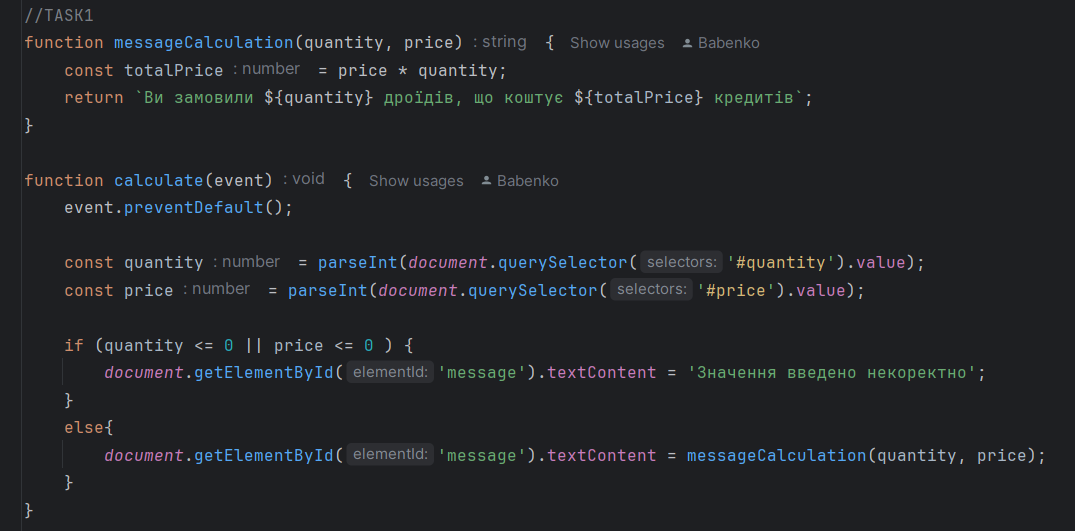 //TASK1
function messageCalculation(quantity, price) : string { Show usages Babenko
const totalPrice : number = price * quantity;
return `Ви замовили ${quantity} дроїдів, що коштує ${totalPrice} кредитів`;
}
function calculate(event) : void { Show usages Babenko
event.preventDefault();
const quantity : number = parseInt(document.querySelector( selectors: '#quantity').value);
const price : number = parseInt(document.querySelector( selectors: '#price').value);
if (quantity <= 0 || price <= 0 ) {
document.getElementById( elementId: 'message').textContent = 'Значення введено некоректно';
}
else{
document.getElementById( elementId: 'message').textContent = messageCalculation(quantity, price);
}
}